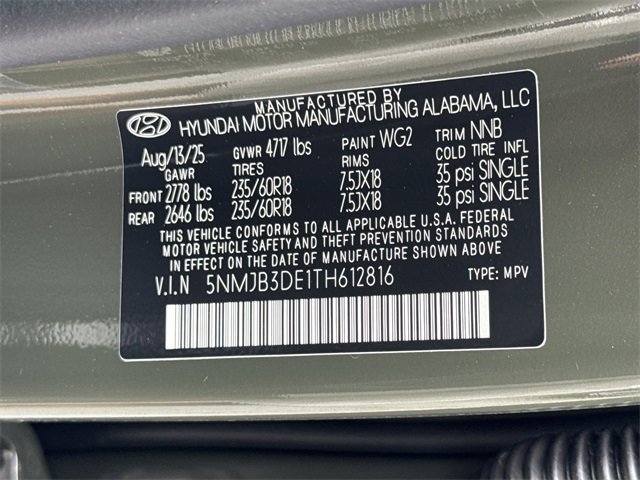 MANUFACTURED BY
HYUNDAI MOTOR MANUFACTURING ALABAMA, LLC
Aug/13/25 GVWR 4717 lbs PAINT WG2 TRIM NNB
GAWR TIRES RIMS COLD TIRE INFL
FRONT 2778 lbs 235/60R18 7.5JX18 35 psi SINGLE
REAR 2646 lbs 235/60R18 7.5JX18 35 psi SINGLE
THIS VEHICLE CONFORMS TO ALL APPLICABLE U.S.A. FEDERAL
MOTOR VEHICLE SAFETY AND THEFT PREVENTION STANDARDS
IN EFFECT ON THE DATE OF MANUFACTURE SHOWN ABOVE.
V.I.N 5NMJB3DE1TH612816 TYPE: MPV